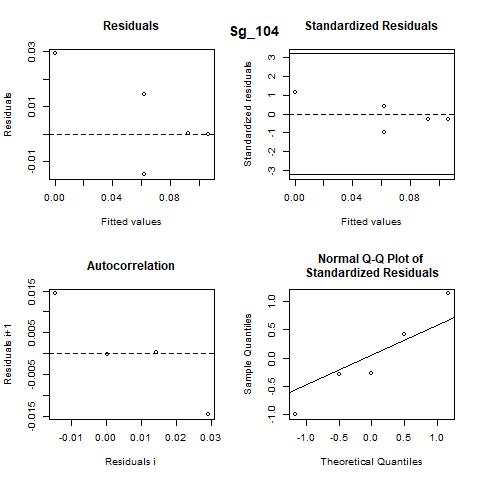 Sg_104
Residuals
Residuals
0.03
0.01
-0.01
0.00 0.04 0.08
Fitted values
Standardized Residuals
Standardized residuals
3
2
1
0
-1
-2
-3
0.00 0.04 0.08
Fitted values
Autocorrelation
Residuals i+1
0.015
0.005
-0.005
-0.015
-0.01 0.00 0.01 0.02 0.03
Residuals i
Normal Q-Q Plot of
Standardized Residuals
Sample Quantiles
1.0
0.5
0.0
-0.5
-1.0
-1.0 -0.5 0.0 0.5 1.0
Theoretical Quantiles